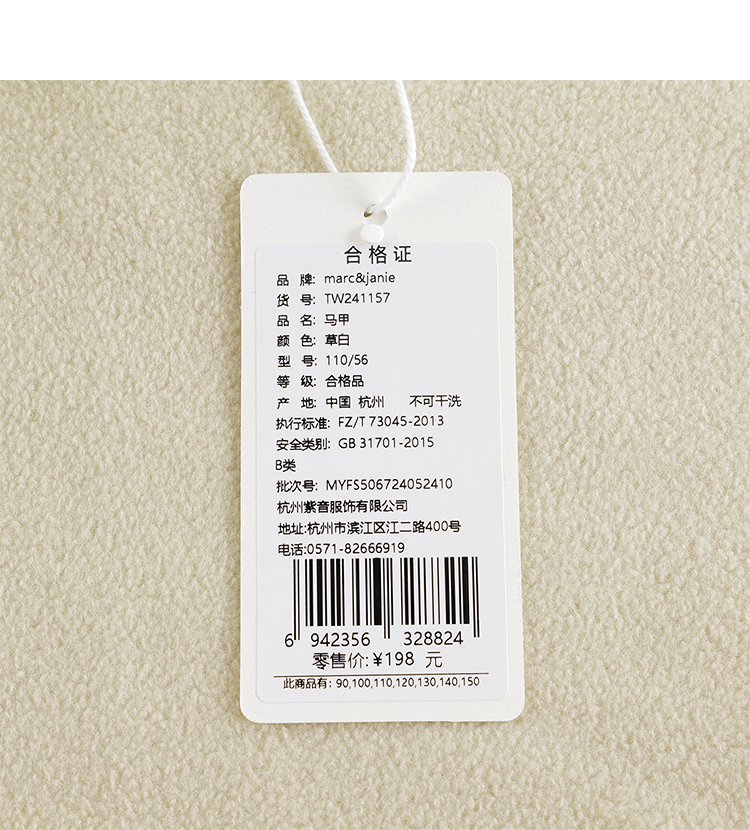 合格证
品 牌: marc&janie
货 号: TW241157
品 名: 马甲
颜 色: 草白
型 号: 110/56
等 级: 合格品
产 地: 中国 杭州 不可干洗
执行标准: FZ/T 73045-2013
安全类别: GB 31701-2015
B类
批次号: MYFS506724052410
杭州紫音服饰有限公司
地址:杭州市滨江区江二路400号
电话:0571-82666919
6 942356 328824
零售价:¥198 元
此商品有: 90,100,110,120,130,140,150